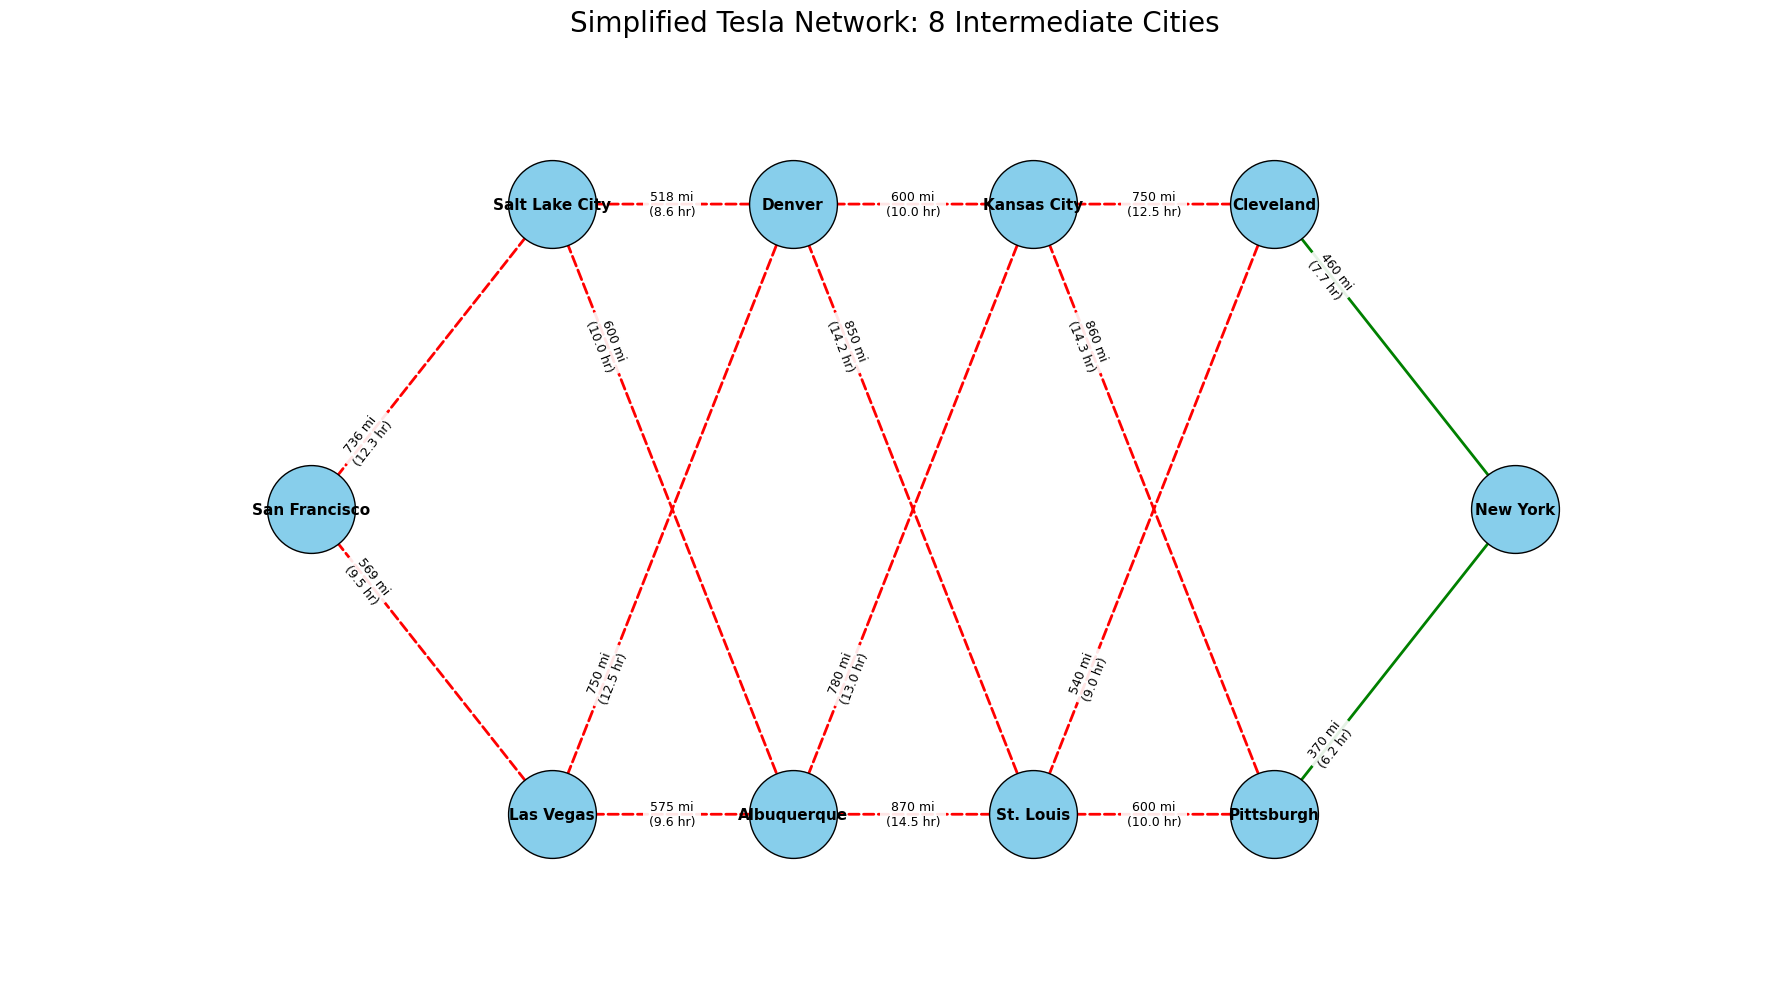 Simplified Tesla Network: 8 Intermediate Cities
Salt Lake City
518 mi
(8.6 hr)
Denver
600 mi
(10.0 hr)
Kansas City
750 mi
(12.5 hr)
Cleveland
460 mi
(7.7 hr)
600 mi
(10.0 hr)
850 mi
(14.2 hr)
860 mi
(14.3 hr)
736 mi
(12.3 hr)
San Francisco
New York
569 mi
(9.5 hr)
750 mi
(12.5 hr)
780 mi
(13.0 hr)
540 mi
(9.0 hr)
370 mi
(6.2 hr)
Las Vegas
575 mi
(9.6 hr)
Albuquerque
870 mi
(14.5 hr)
St. Louis
600 mi
(10.0 hr)
Pittsburgh